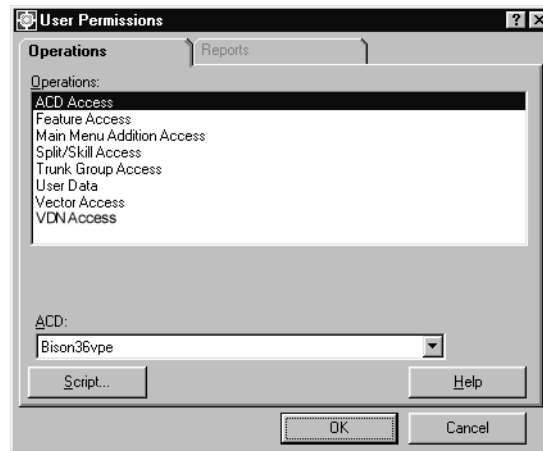 User Permissions
Operations Reports
Operations:
ACD Access
Feature Access
Main Menu Addition Access
Split/Skill Access
Trunk Group Access
User Data
Vector Access
VDN Access
ACD:
Bison36vpe
Script... Help
OK Cancel